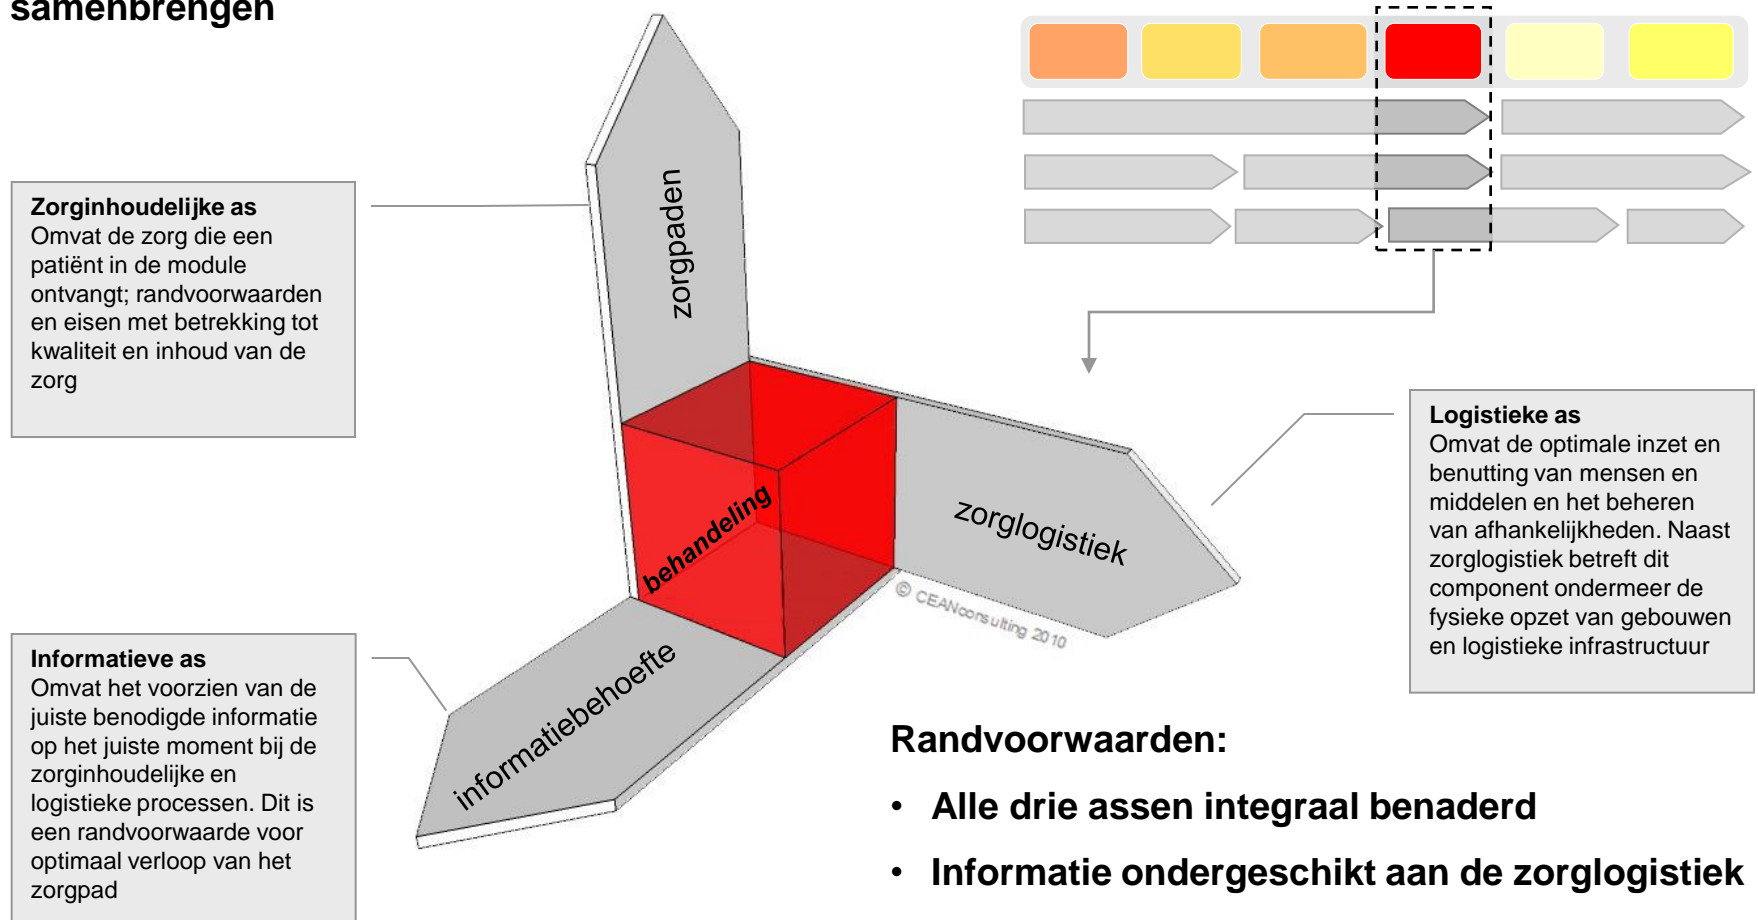 samenbrengen
Zorginhoudelijke as
Omvat de zorg die een
patiënt in de module
ontvangt; randvoorwaarden
en eisen met betrekking tot
kwaliteit en inhoud van de
zorg
zorgpaden
behandeling
zorglogistiek
© CEANconsulting 2010
informatiebehoefte
Logistieke as
Omvat de optimale inzet en
benutting van mensen en
middelen en het beheren
van afhankelijkheden. Naast
zorglogistiek betreft dit
component ondermeer de
fysieke opzet van gebouwen
en logistieke infrastructuur
Informatieve as
Omvat het voorzien van de
juiste benodigde informatie
op het juiste moment bij de
zorginhoudelijke en
logistieke processen. Dit is
een randvoorwaarde voor
optimaal verloop van het
zorgpad
Randvoorwaarden:
• Alle drie assen integraal benaderd
• Informatie ondergeschikt aan de zorglogistiek